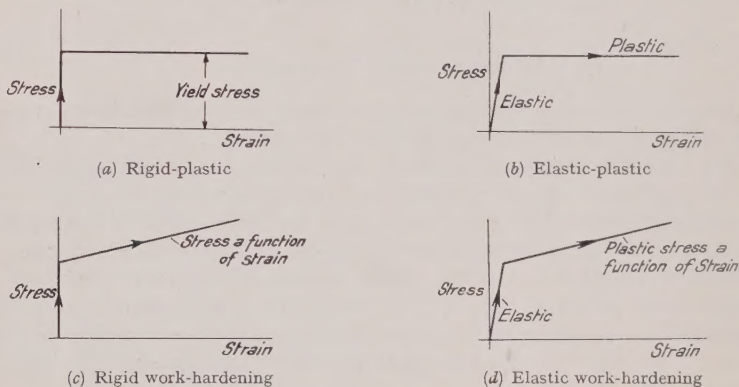 Stress
Yield stress
Strain
(a) Rigid-plastic
Plastic
Stress
Elastic
Strain
(b) Elastic-plastic
Stress a function
of strain
Stress
Strain
(c) Rigid work-hardening
Plastic stress a
function of Strain
Stress
Elastic
Strain
(d) Elastic work-hardening